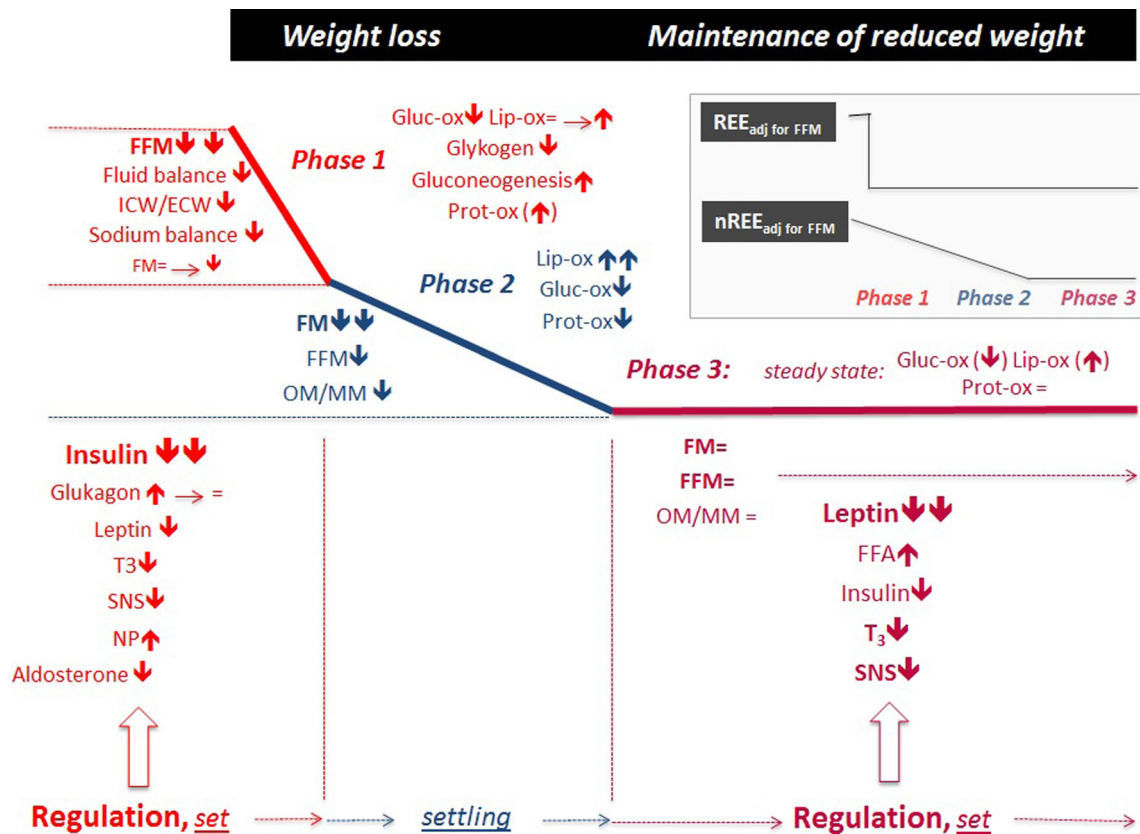 Weight loss
Maintenance of reduced weight
FFM ↓ ↓
Fluid balance ↓
ICW/ECW ↓
Sodium balance ↓
FM= → ↓
Phase 1
Gluc-ox ↓ Lip-ox= → ↑
Glykogen ↓
Gluconeogenesis ↑
Prot-ox (↑)
REE adj for FFM
nREE adj for FFM
Phase 1 Phase 2 Phase 3
FM ↓ ↓
FFM ↓
OM/MM ↓
Phase 2
Lip-ox ↑ ↑
Gluc-ox ↓
Prot-ox ↓
Phase 3: steady state: Gluc-ox (↓) Lip-ox (↑)
Prot-ox =
Insulin ↓ ↓
Glukagon ↑ → =
Leptin ↓
T3 ↓
SNS ↓
NP ↑
Aldosterone ↓
FM=
FFM=
OM/MM =
Leptin ↓ ↓
FFA ↑
Insulin ↓
T3 ↓
SNS ↓
Regulation, set
settling
Regulation, set